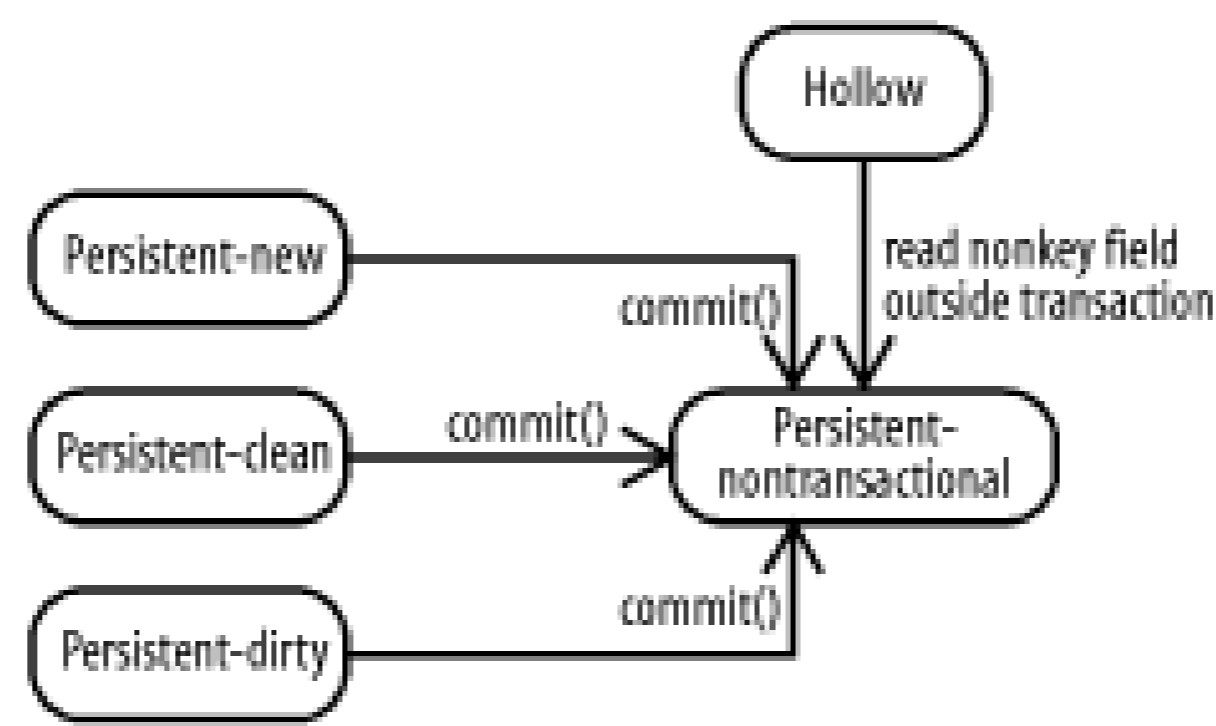 Hollow
Persistent-new
read nonkey field
outside transaction
commit()
Persistent-clean
commit()
Persistent-
nontransactional
commit()
Persistent-dirty